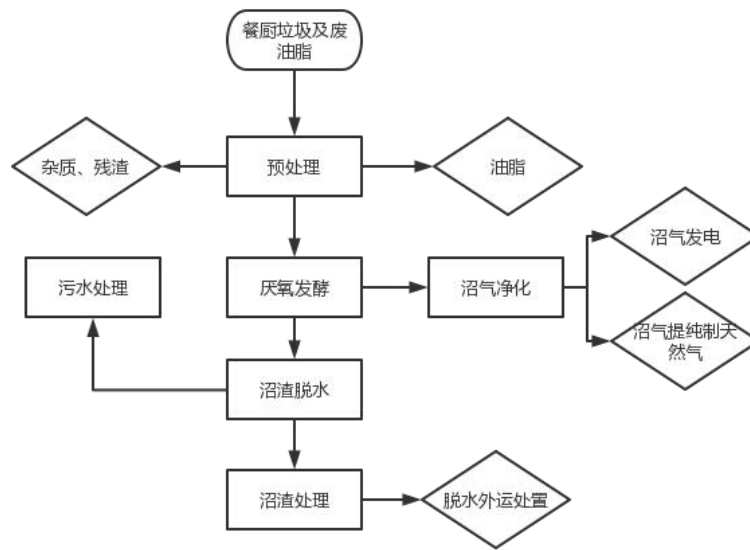 餐厨垃圾及废
油脂
杂质、残渣
预处理
油脂
沼气发电
污水处理
厌氧发酵
沼气净化
沼气提纯制天
然气
沼渣脱水
沼渣处理
脱水外运处置